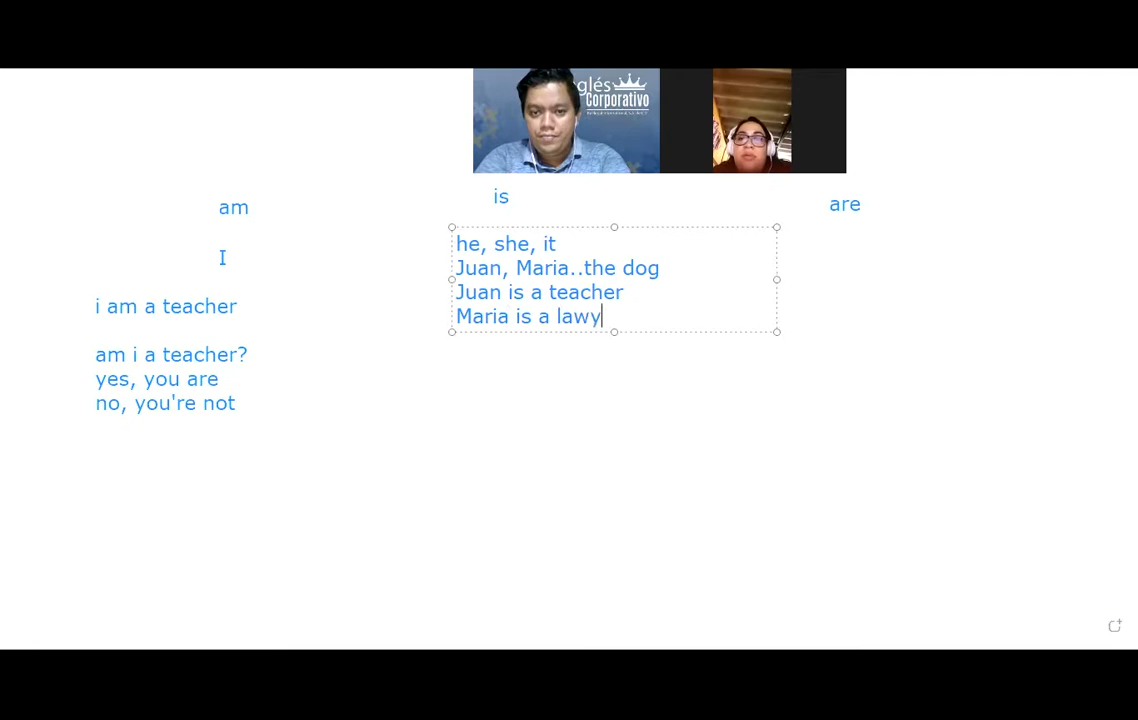 glés
Corporativo
am
is
are
I
he, she, it
Juan, Maria..the dog
Juan is a teacher
Maria is a lawy
i am a teacher
am i a teacher?
yes, you are
no, you're not